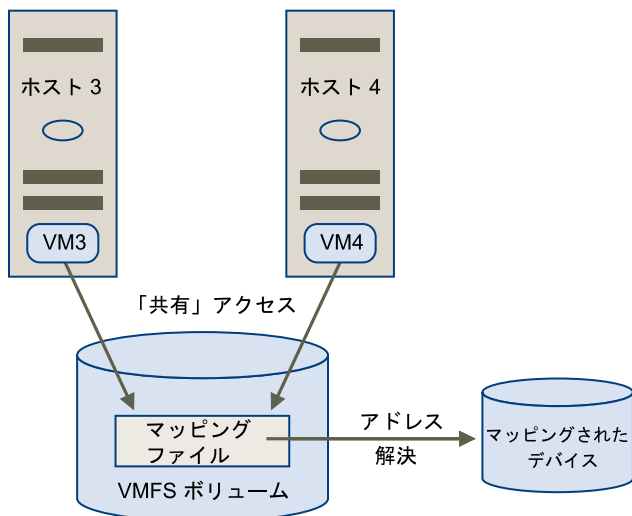 ホスト 3
ホスト 4
VM3
VM4
「共有」アクセス
マッピング
ファイル
アドレス
解決
マッピングされた
デバイス
VMFS ボリューム